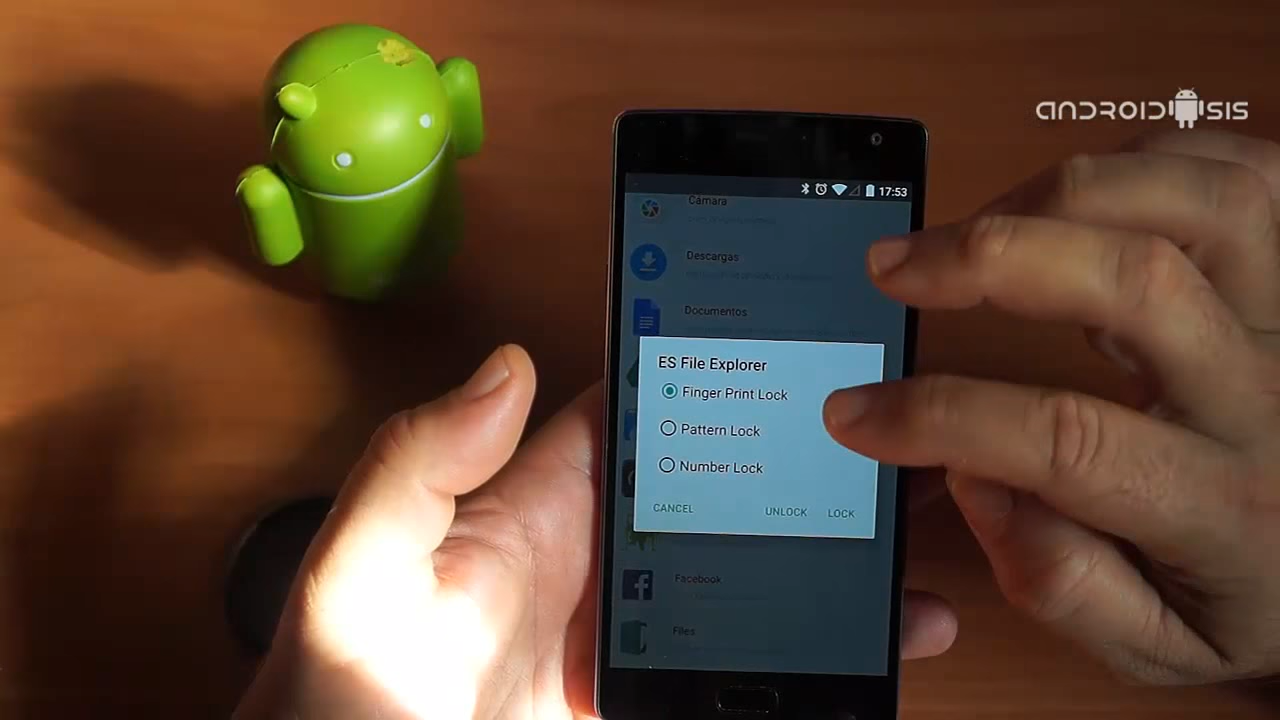 ANDROIDSIS
17:53
Cámara
Descargas
Documentos
ES File Explorer
Finger Print Lock
Pattern Lock
Number Lock
CANCEL
UNLOCK
LOCK
Facebook
Files